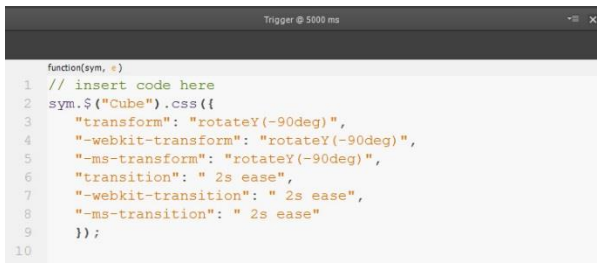 Trigger @ 5000 ms
function(sym, e)
1 // insert code here
2 sym.$("Cube").css({
3 "transform": "rotateY(-90deg)",
4 "-webkit-transform": "rotateY(-90deg)",
5 "-ms-transform": "rotateY(-90deg)",
6 "transition": " 2s ease",
7 "-webkit-transition": " 2s ease",
8 "-ms-transition": " 2s ease"
9 });
10